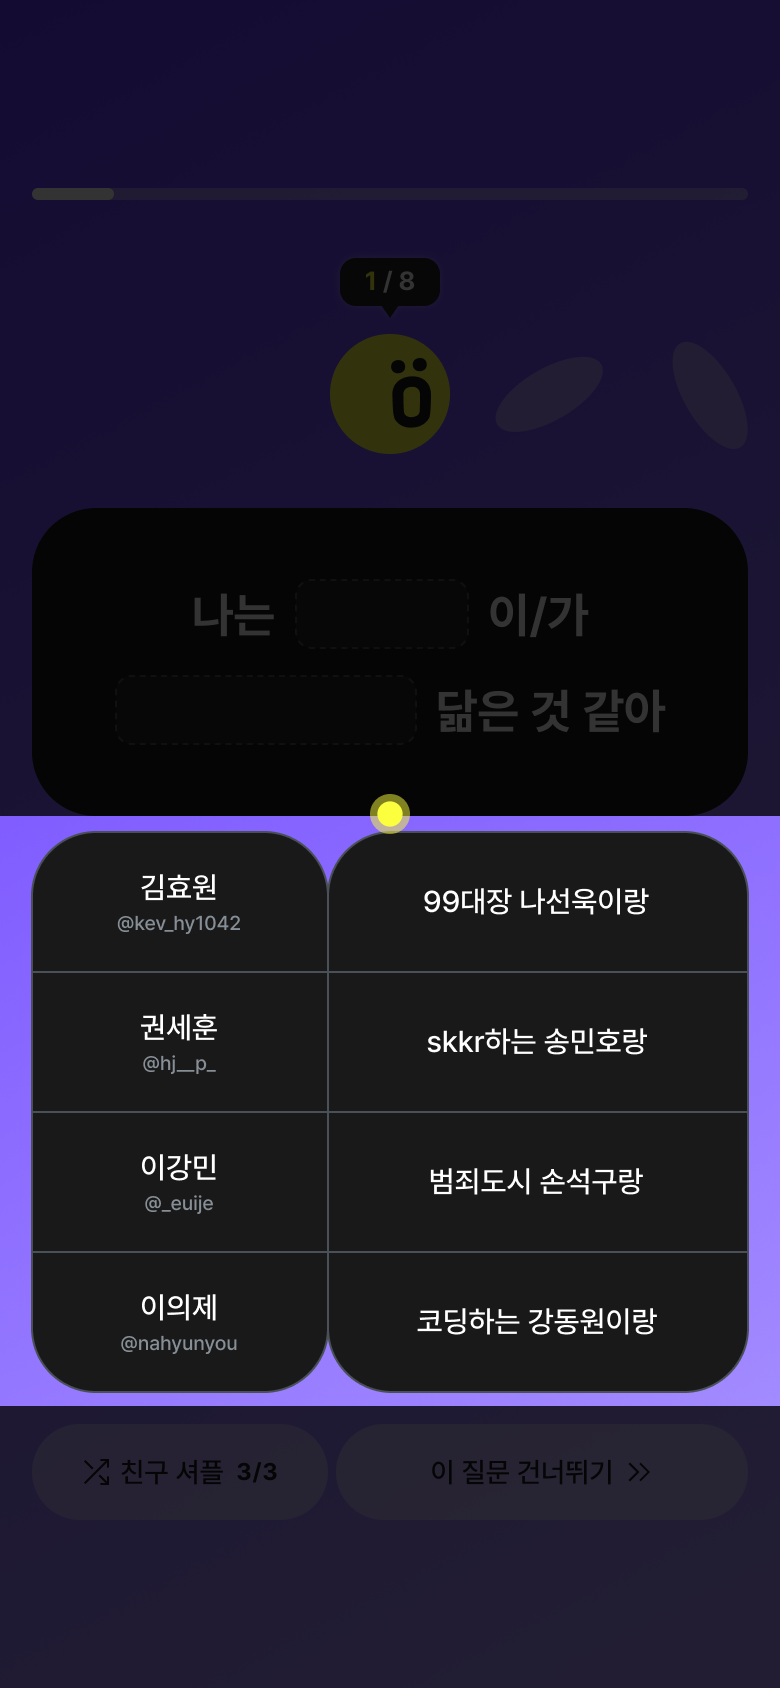 1 / 8
ö
나는 이/가
닮은 것 같아
김효원
@kev_hy1042
99대장 나선욱이랑
권세훈
@hj__p_
skkr하는 송민호랑
이강민
@_euije
범죄도시 손석구랑
이의제
@nahyunyou
코딩하는 강동원이랑
친구 셔플 3/3
이 질문 건너뛰기